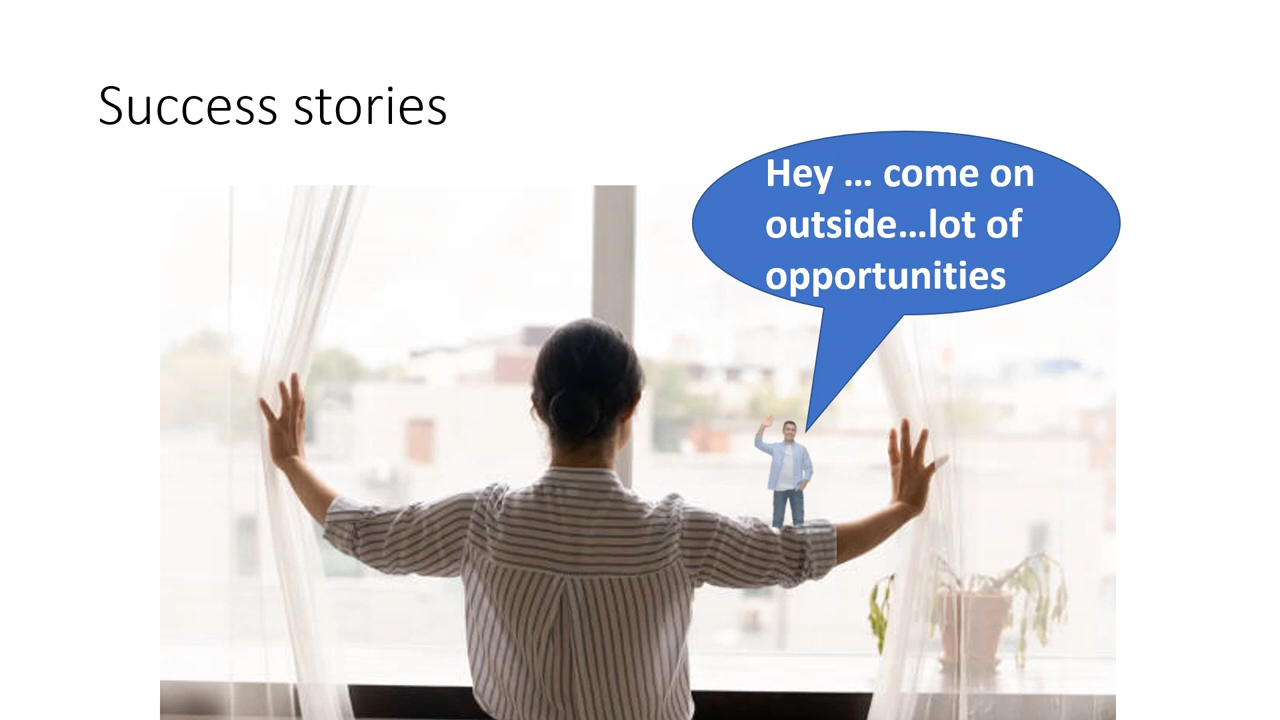 Success stories
Hey … come on
outside…lot of
opportunities